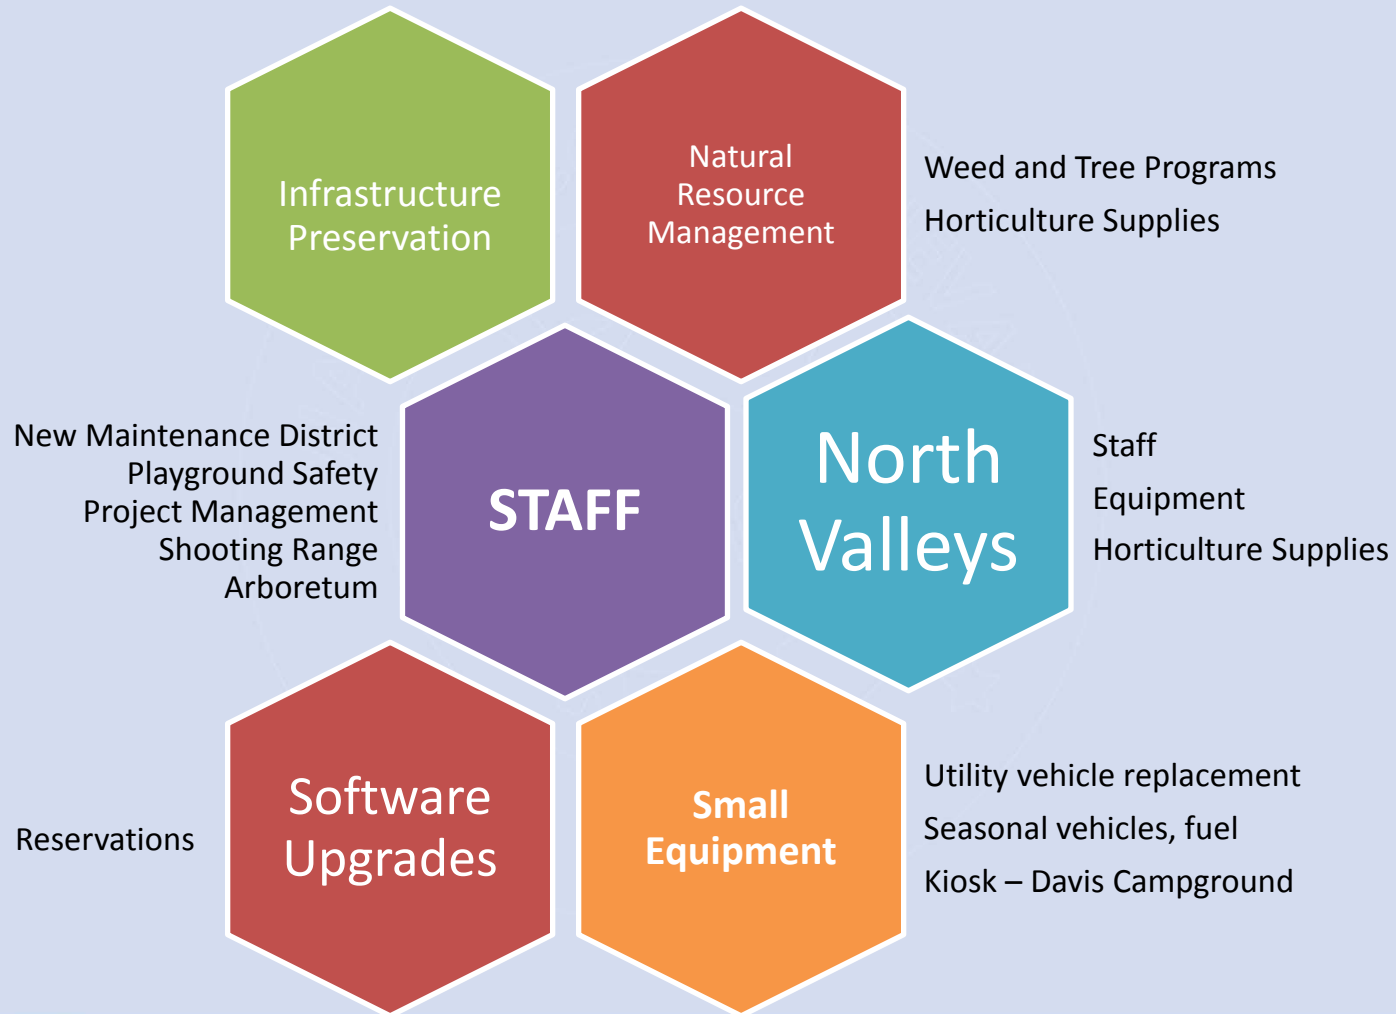 Infrastructure
Preservation
Natural
Resource
Management
Weed and Tree Programs
Horticulture Supplies
New Maintenance District
Playground Safety
Project Management
Shooting Range
Arboretum
STAFF
North
Valleys
Staff
Equipment
Horticulture Supplies
Reservations
Software
Upgrades
Small
Equipment
Utility vehicle replacement
Seasonal vehicles, fuel
Kiosk – Davis Campground